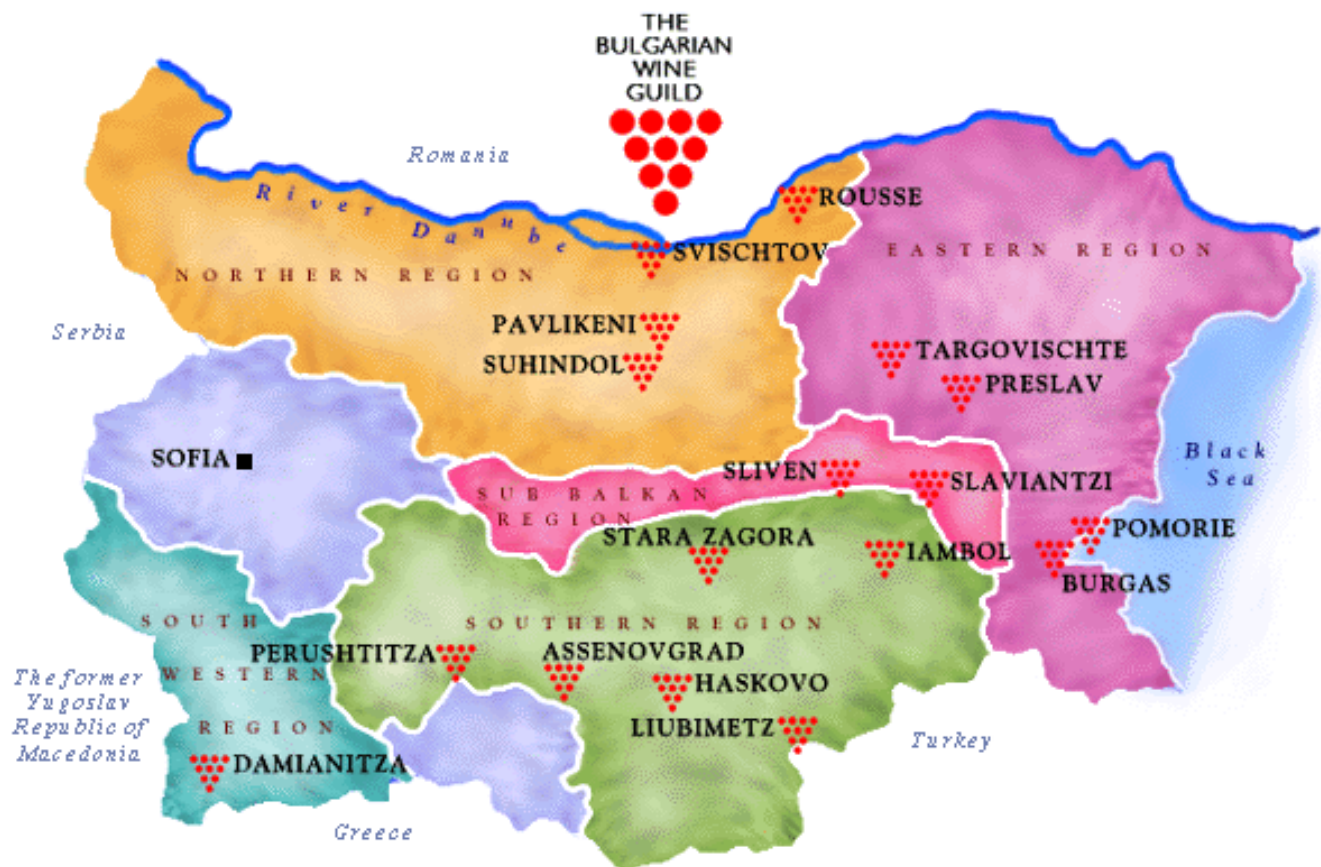 THE
BULGARIAN
WINE
GUILD
Romania
River Danube
ROUSSE
SVISCHTOV
EASTERN REGION
NORTHERN REGION
Serbia
PAVLIKENI
SUHINDOL
TARGOVISCHTE
PRESLAV
SOFIA
Black
Sea
SLIVEN
SLAVIANTZI
SUB BALKAN
REGION
STARA ZAGORA
IAMBOL
POMORIE
BURGAS
SOUTH
WESTERN
REGION
SOUTHERN REGION
PERUSHTITZA
ASSENOVGRAD
HASKOVO
LIUBIMETZ
The former
Yugoslav
Republic of
Macedonia
DAMIANITZA
Turkey
Greece